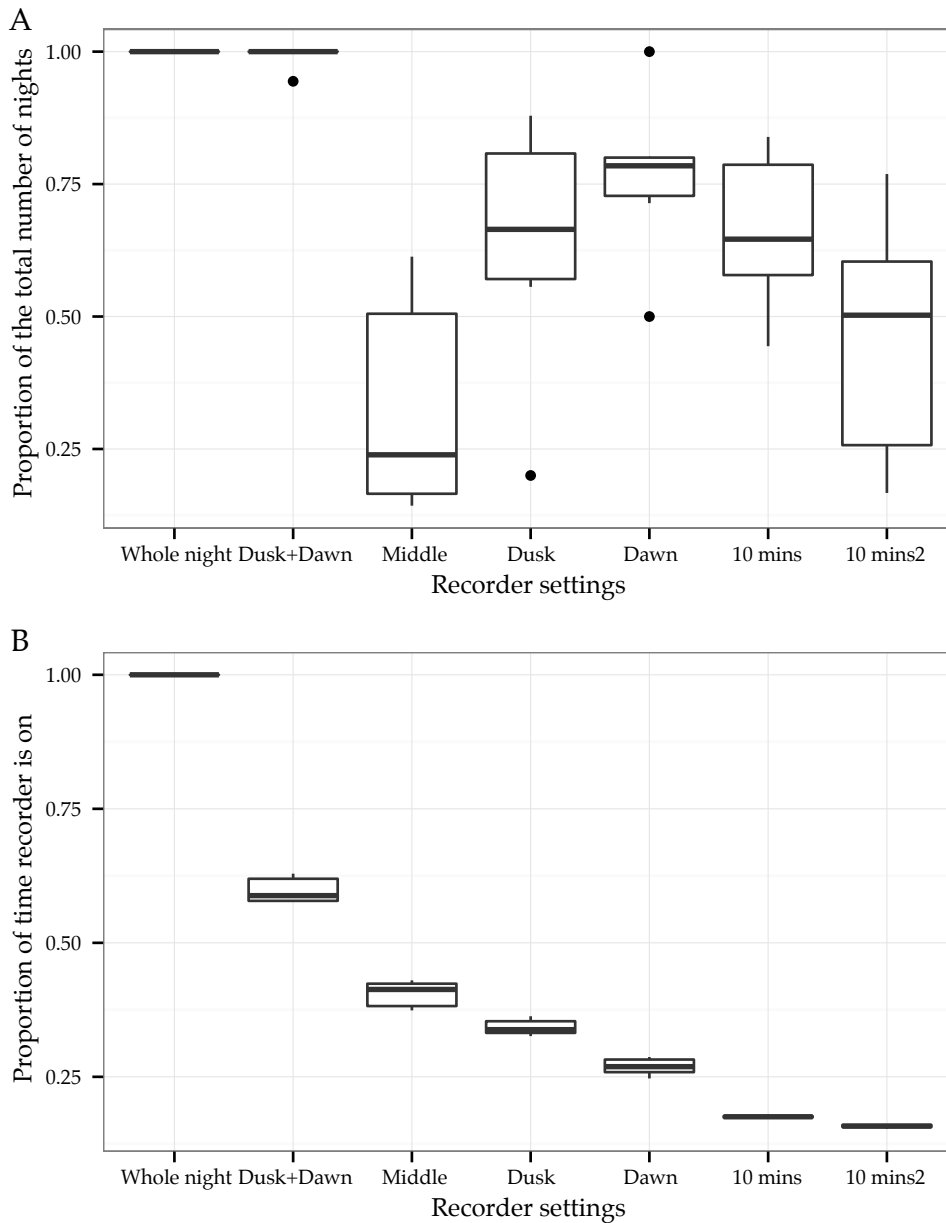 A
Proportion of the total number of nights
1.00
0.75
0.50
0.25
Whole night Dusk+Dawn Middle Dusk Dawn 10 mins 10 mins2
Recorder settings
B
Proportion of time recorder is on
1.00
0.75
0.50
0.25
Whole night Dusk+Dawn Middle Dusk Dawn 10 mins 10 mins2
Recorder settings